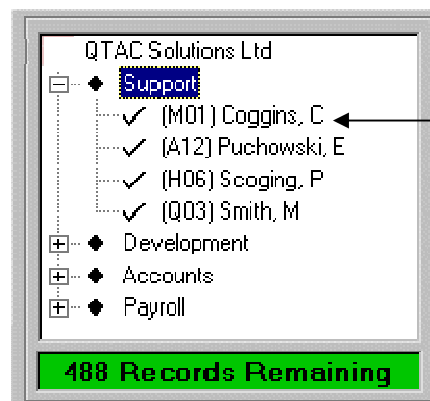 QTAC Solutions Ltd
Support
(M01) Coggins, C
(A12) Puchowski, E
(H06) Scoging, P
(Q03) Smith, M
Development
Accounts
Payroll
488 Records Remaining